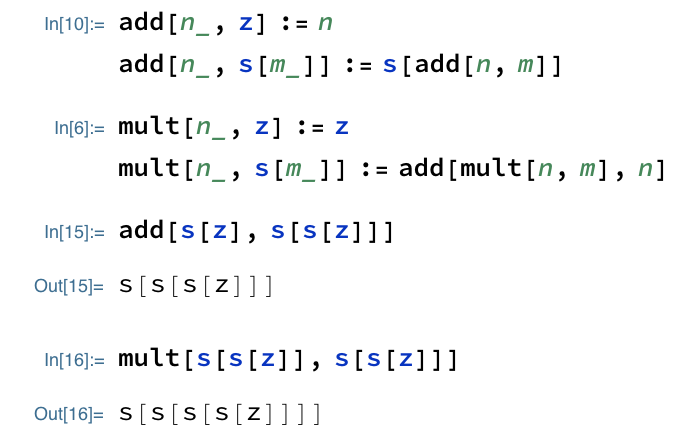 In[10]:= add[n_, z] := n
add[n_, s[m_]] := s[add[n, m]]
In[6]:= mult[n_, z] := z
mult[n_, s[m_]] := add[mult[n, m], n]
In[15]:= add[s[z], s[s[z]]]
Out[15]= s[s[s[z]]]
In[16]:= mult[s[s[z]], s[s[z]]]
Out[16]= s[s[s[s[z]]]]